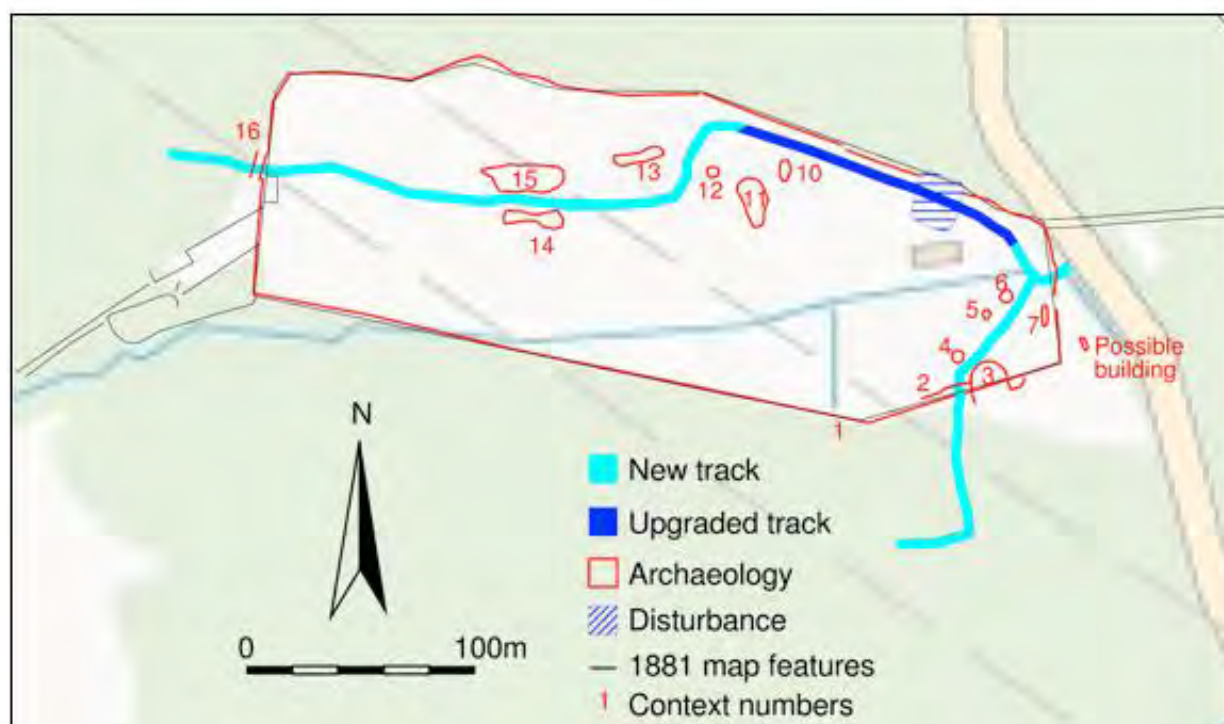 16
15
13
12
11
10
14
6
5
7
4
3
2
1
Possible
building
N
0 100m
New track
Upgraded track
Archaeology
Disturbance
1881 map features
1 Context numbers